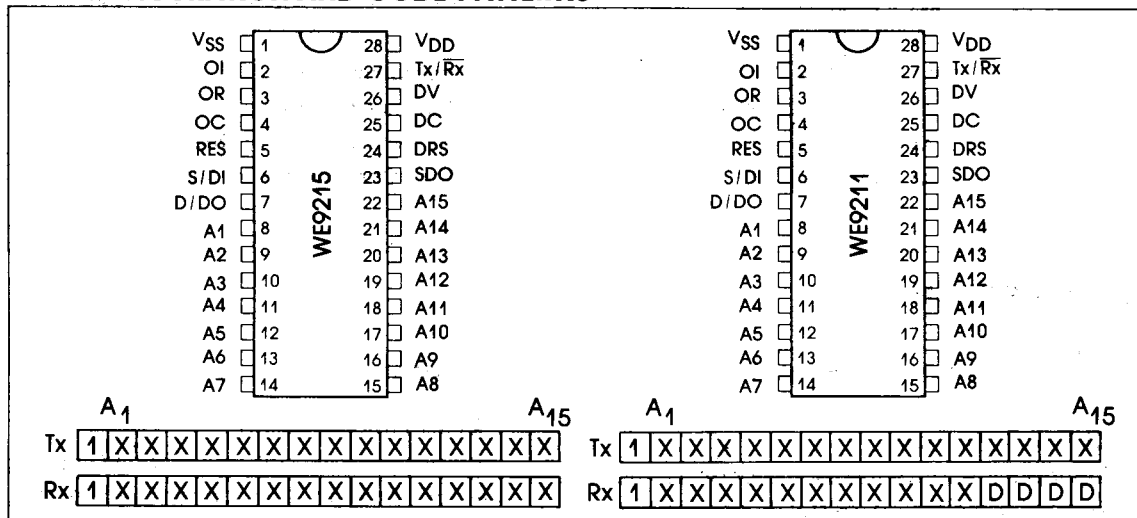 VSS 1 28 VDD
OI 2 27 Tx/R̅x̅
OR 3 26 DV
OC 4 25 DC
RES 5 24 DRS
S/DI 6 23 SDO
D/DO 7 22 A15
A1 8 21 A14
A2 9 20 A13
A3 10 19 A12
A4 11 18 A11
A5 12 17 A10
A6 13 16 A9
A7 14 15 A8
WE9215
A1 A15
Tx 1 X X X X X X X X X X X X X X X
Rx 1 X X X X X X X X X X X X X X X
VSS 1 28 VDD
OI 2 27 Tx/R̅x̅
OR 3 26 DV
OC 4 25 DC
RES 5 24 DRS
S/DI 6 23 SDO
D/DO 7 22 A15
A1 8 21 A14
A2 9 20 A13
A3 10 19 A12
A4 11 18 A11
A5 12 17 A10
A6 13 16 A9
A7 14 15 A8
WE9211
A1 A15
Tx 1 X X X X X X X X X X X X X X X
Rx 1 X X X X X X X X X X X D D D D